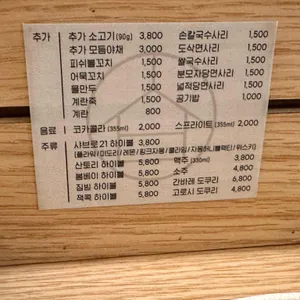 추가
추가 소고기(90g) 3,800
추가 모듬야채 3,000
피쉬볼꼬치 1,500
어묵꼬치 1,500
물만두 1,500
계란죽 1,500
계란 800
손칼국수사리 1,500
도삭면사리 1,500
쌀국수사리 1,500
분모자당면사리 1,500
넓적당면사리 1,500
공기밥 1,000
음료
코카콜라 (355ml) 2,000
스프라이트 (355ml) 2,000
주류
샤브로21 하이볼 3,800
산토리 하이볼 5,800
봄베이 하이볼 5,800
짐빔 하이볼 5,800
잭콕 하이볼 5,800
맥주 (330ml) 3,800
소주 4,800
간바레 도쿠리 6,800
고로시 도쿠리 4,800